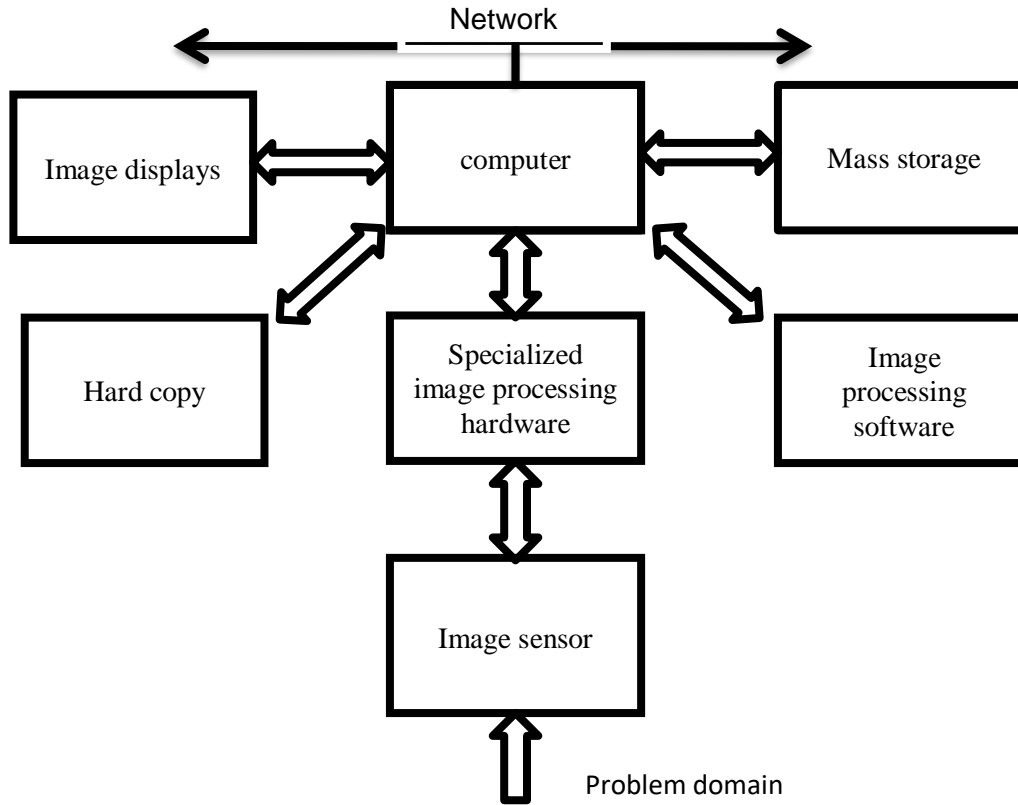 Network
Image displays
computer
Mass storage
Hard copy
Specialized
image processing
hardware
Image
processing
software
Image sensor
Problem domain